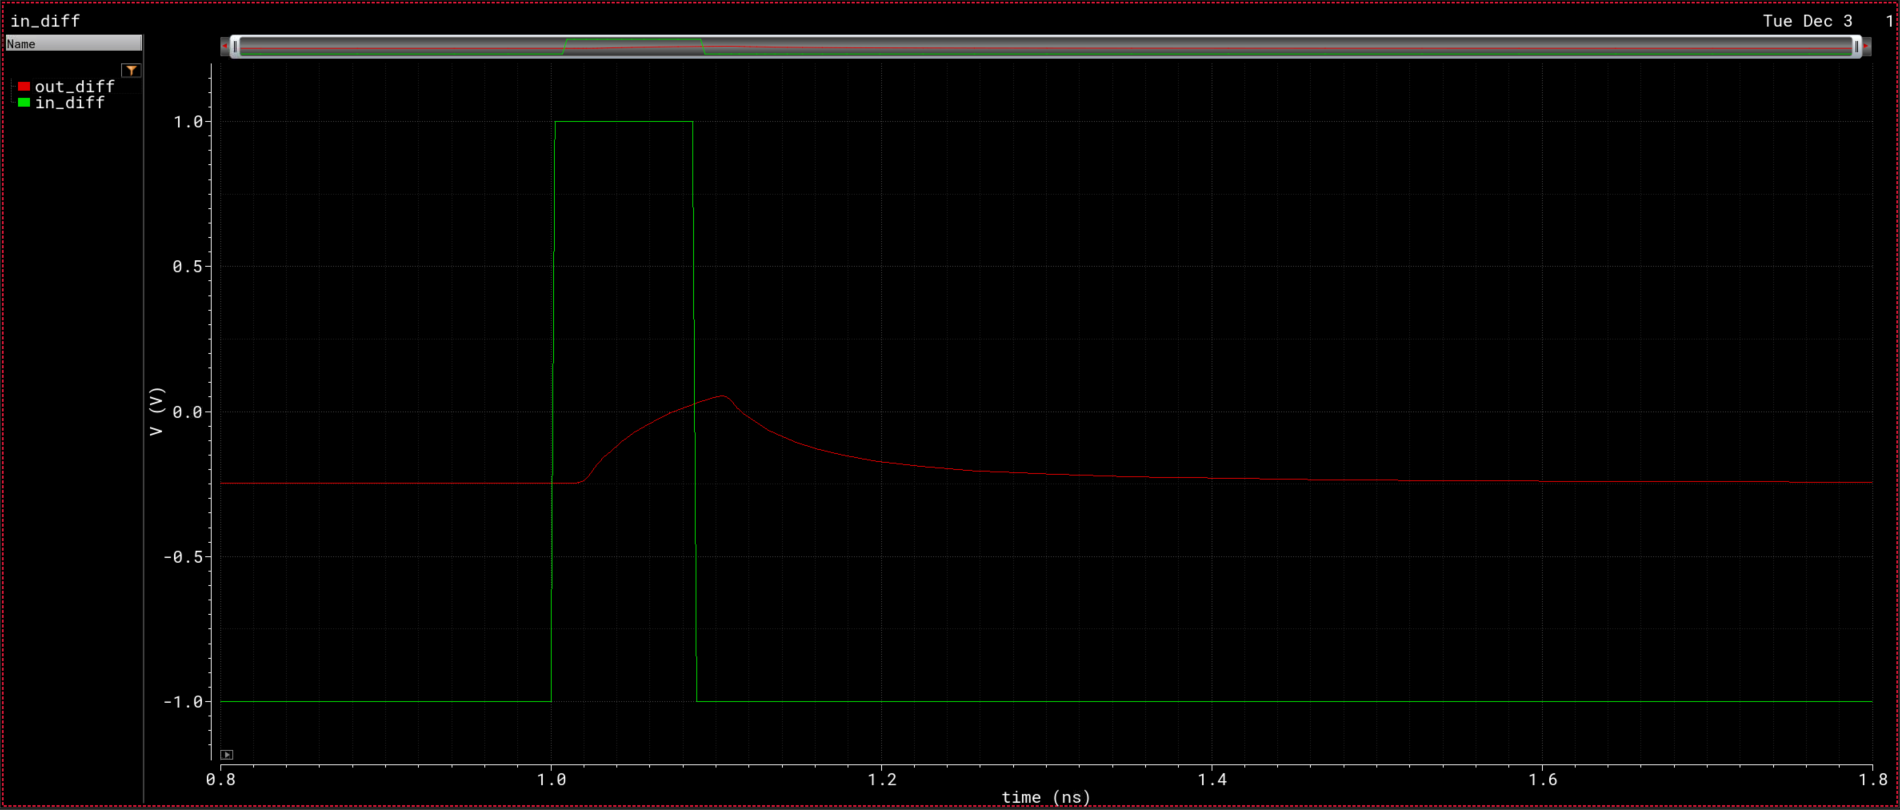 in_diff
Tue Dec 3 1
Name
out_diff
in_diff
1.0
0.5
0.0
-0.5
-1.0
V (V)
0.8 1.0 1.2 1.4 1.6 1.8
time (ns)